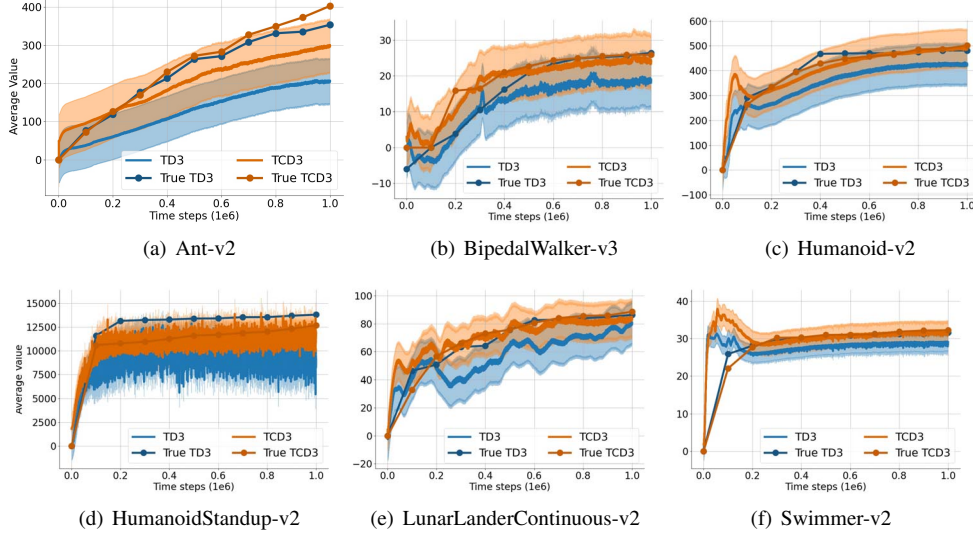 400
300
200
100
0
Average Value
0.0 0.2 0.4 0.6 0.8 1.0
Time steps (1e6)
TD3 TCD3
True TD3 True TCD3
(a) Ant-v2
30
20
10
0
−10
0.0 0.2 0.4 0.6 0.8 1.0
Time steps (1e6)
TD3 TCD3
True TD3 True TCD3
(b) BipedalWalker-v3
600
500
400
300
200
100
0
−100
0.0 0.2 0.4 0.6 0.8 1.0
Time steps (1e6)
TD3 TCD3
True TD3 True TCD3
(c) Humanoid-v2
15000
12500
10000
7500
5000
2500
0
Average Value
0.0 0.2 0.4 0.6 0.8 1.0
Time steps (1e6)
TD3 TCD3
True TD3 True TCD3
(d) HumanoidStandup-v2
100
80
60
40
20
0
−20
0.0 0.2 0.4 0.6 0.8 1.0
Time steps (1e6)
TD3 TCD3
True TD3 True TCD3
(e) LunarLanderContinuous-v2
40
30
20
10
0
0.0 0.2 0.4 0.6 0.8 1.0
Time steps (1e6)
TD3 TCD3
True TD3 True TCD3
(f) Swimmer-v2